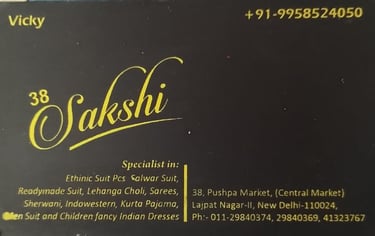 Vicky
+91-9958524050
38
Sakshi
Specialist in:
Ethinic Suit Pcs Salwar Suit,
Readymade Suit, Lehanga Choli, Sarees,
Sherwani, Indowestern, Kurta Pajama,
Men Suit and Children fancy Indian Dresses
38, Pushpa Market, (Central Market)
Lajpat Nagar-II, New Delhi-110024,
Ph:- 011-29840374, 29840369, 41323767